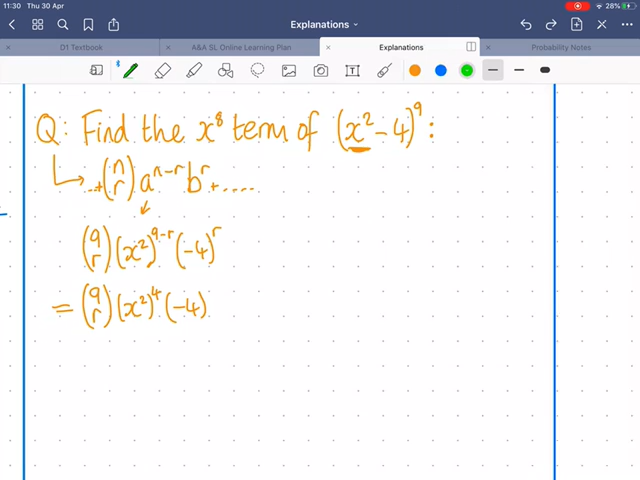 11:30 Thu 30 Apr 28%
Explanations
D1 Textbook A&A SL Online Learning Plan Explanations Probability Notes
Q: Find the x⁸ term of (x² - 4)⁹ :
↳ ..+ (n r) aⁿ⁻ʳ bʳ + ....
(9 r) (x²)⁹⁻ʳ (-4)ʳ
= (9 r) (x²)⁴ (-4)